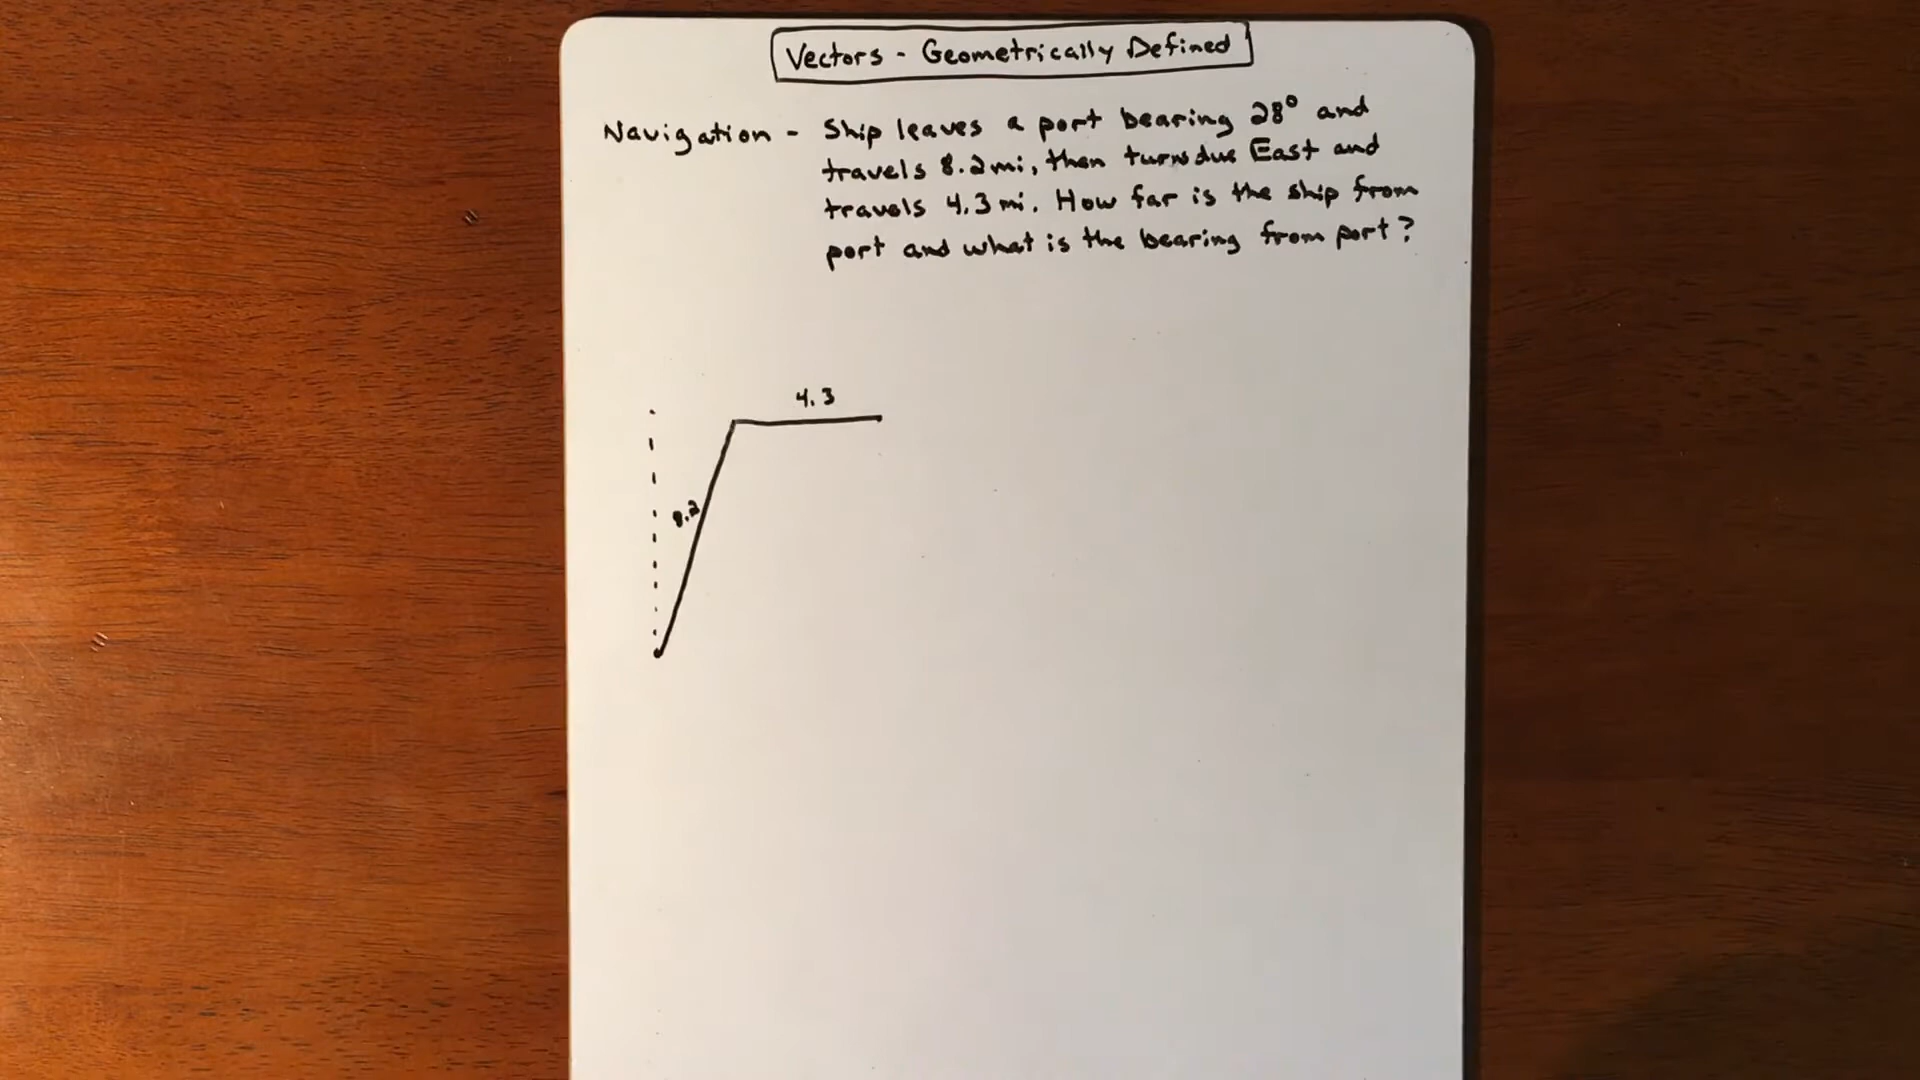 Vectors - Geometrically Defined
Navigation - Ship leaves a port bearing 28° and
travels 8.2mi, then turns due East and
travels 4.3 mi. How far is the ship from
port and what is the bearing from port?
4.3
8.2